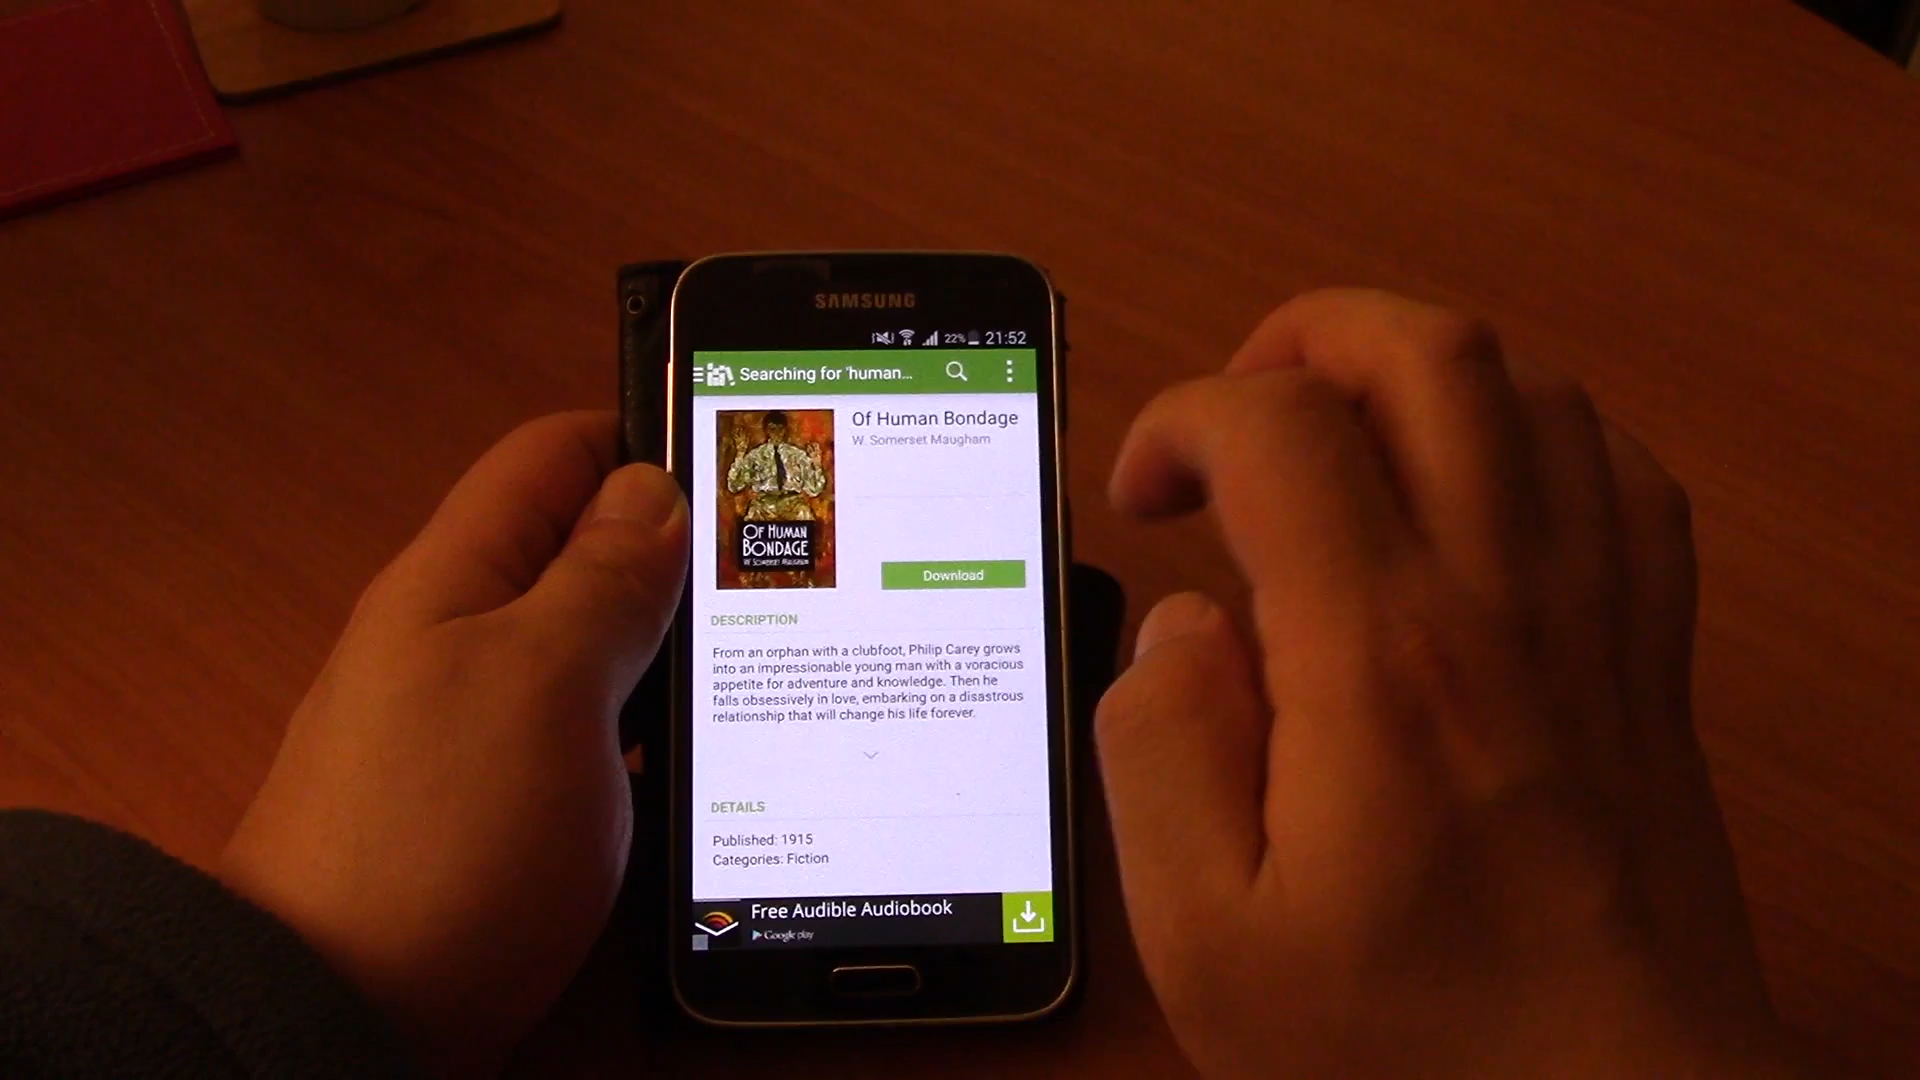 SAMSUNG
22% 21:52
Searching for 'human...
Of Human Bondage
W. Somerset Maugham
OF HUMAN
BONDAGE
W. SOMERSET MAUGHAM
Download
DESCRIPTION
From an orphan with a clubfoot, Philip Carey grows
into an impressionable young man with a voracious
appetite for adventure and knowledge. Then he
falls obsessively in love, embarking on a disastrous
relationship that will change his life forever.
DETAILS
Published: 1915
Categories: Fiction
Free Audible Audiobook
Google play